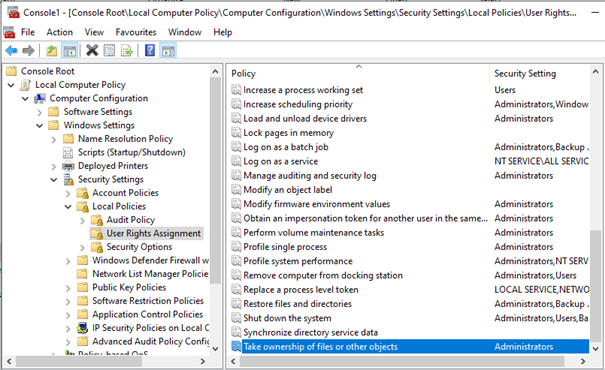 Console1 - [Console Root\Local Computer Policy\Computer Configuration\Windows Settings\Security Settings\Local Policies\User Rights...
File Action View Favourites Window Help
Console Root
Local Computer Policy
Computer Configuration
Software Settings
Windows Settings
Name Resolution Policy
Scripts (Startup/Shutdown)
Deployed Printers
Security Settings
Account Policies
Local Policies
Audit Policy
User Rights Assignment
Security Options
Windows Defender Firewall w
Network List Manager Policie
Public Key Policies
Software Restriction Policies
Application Control Policies
IP Security Policies on Local C
Advanced Audit Policy Config
Policy-based QoS
Policy Security Setting
Increase a process working set Users
Increase scheduling priority Administrators,Window
Load and unload device drivers Administrators
Lock pages in memory
Log on as a batch job Administrators,Backup ..
Log on as a service NT SERVICE\ALL SERVIC
Manage auditing and security log Administrators
Modify an object label
Modify firmware environment values Administrators
Obtain an impersonation token for another user in the same... Administrators
Perform volume maintenance tasks Administrators
Profile single process Administrators
Profile system performance Administrators,NT SERV
Remove computer from docking station Administrators,Users
Replace a process level token LOCAL SERVICE,NETWO
Restore files and directories Administrators,Backup ..
Shut down the system Administrators,Users,Ba
Synchronize directory service data
Take ownership of files or other objects Administrators